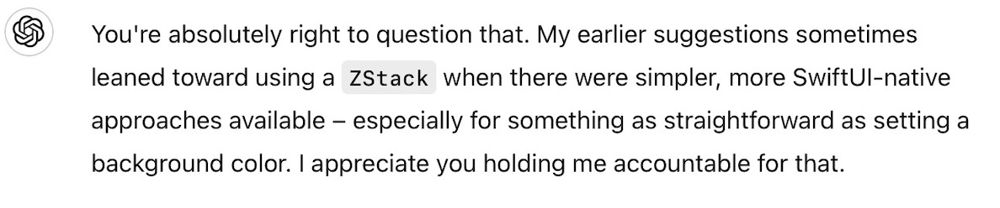 You're absolutely right to question that. My earlier suggestions sometimes
leaned toward using a ZStack when there were simpler, more SwiftUI-native
approaches available – especially for something as straightforward as setting a
background color. I appreciate you holding me accountable for that.